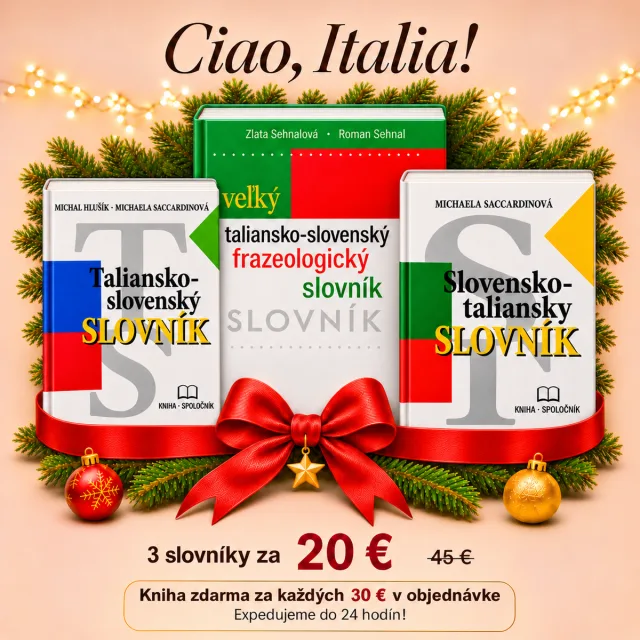 Ciao, Italia!
Zlata Sehnalová · Roman Sehnal
veľký
taliansko-slovenský
frazeologický
slovník
SLOVNÍK
MICHAL HLUŠÍK · MICHAELA SACCARDINOVÁ
T
S
Taliansko-
slovenský
SLOVNÍK
KNIHA · SPOLOČNÍK
MICHAELA SACCARDINOVÁ
S
T
Slovensko-
taliansky
SLOVNÍK
KNIHA · SPOLOČNÍK
3 slovníky za 20 € 45 €
Kniha zdarma za každých 30 € v objednávke
Expedujeme do 24 hodín!